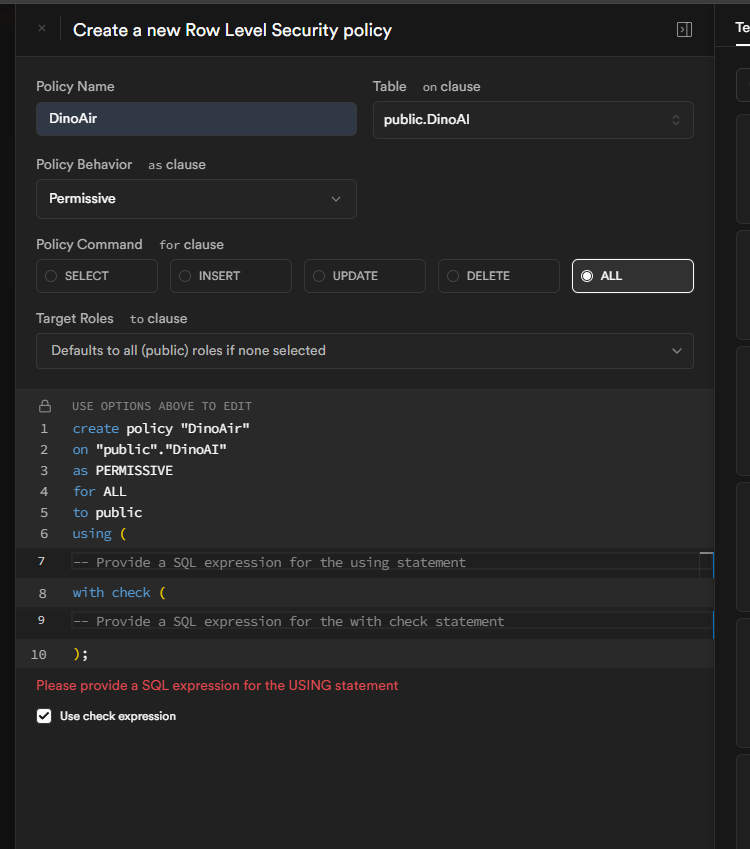 × Create a new Row Level Security policy
Te
Policy Name
DinoAir
Table on clause
public.DinoAI
Policy Behavior as clause
Permissive
Policy Command for clause
SELECT INSERT UPDATE DELETE ALL
Target Roles to clause
Defaults to all (public) roles if none selected
USE OPTIONS ABOVE TO EDIT
1 create policy "DinoAir"
2 on "public"."DinoAI"
3 as PERMISSIVE
4 for ALL
5 to public
6 using (
7 -- Provide a SQL expression for the using statement
8 with check (
9 -- Provide a SQL expression for the with check statement
10 );
Please provide a SQL expression for the USING statement
Use check expression